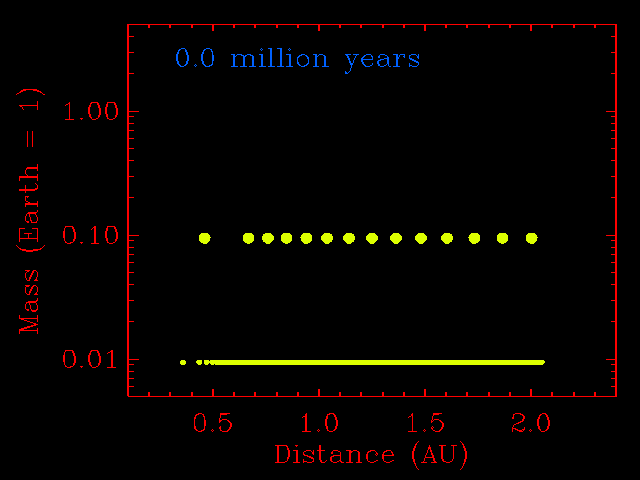 0.0 million years
Mass (Earth = 1)
1.00
0.10
0.01
0.5 1.0 1.5 2.0
Distance (AU)